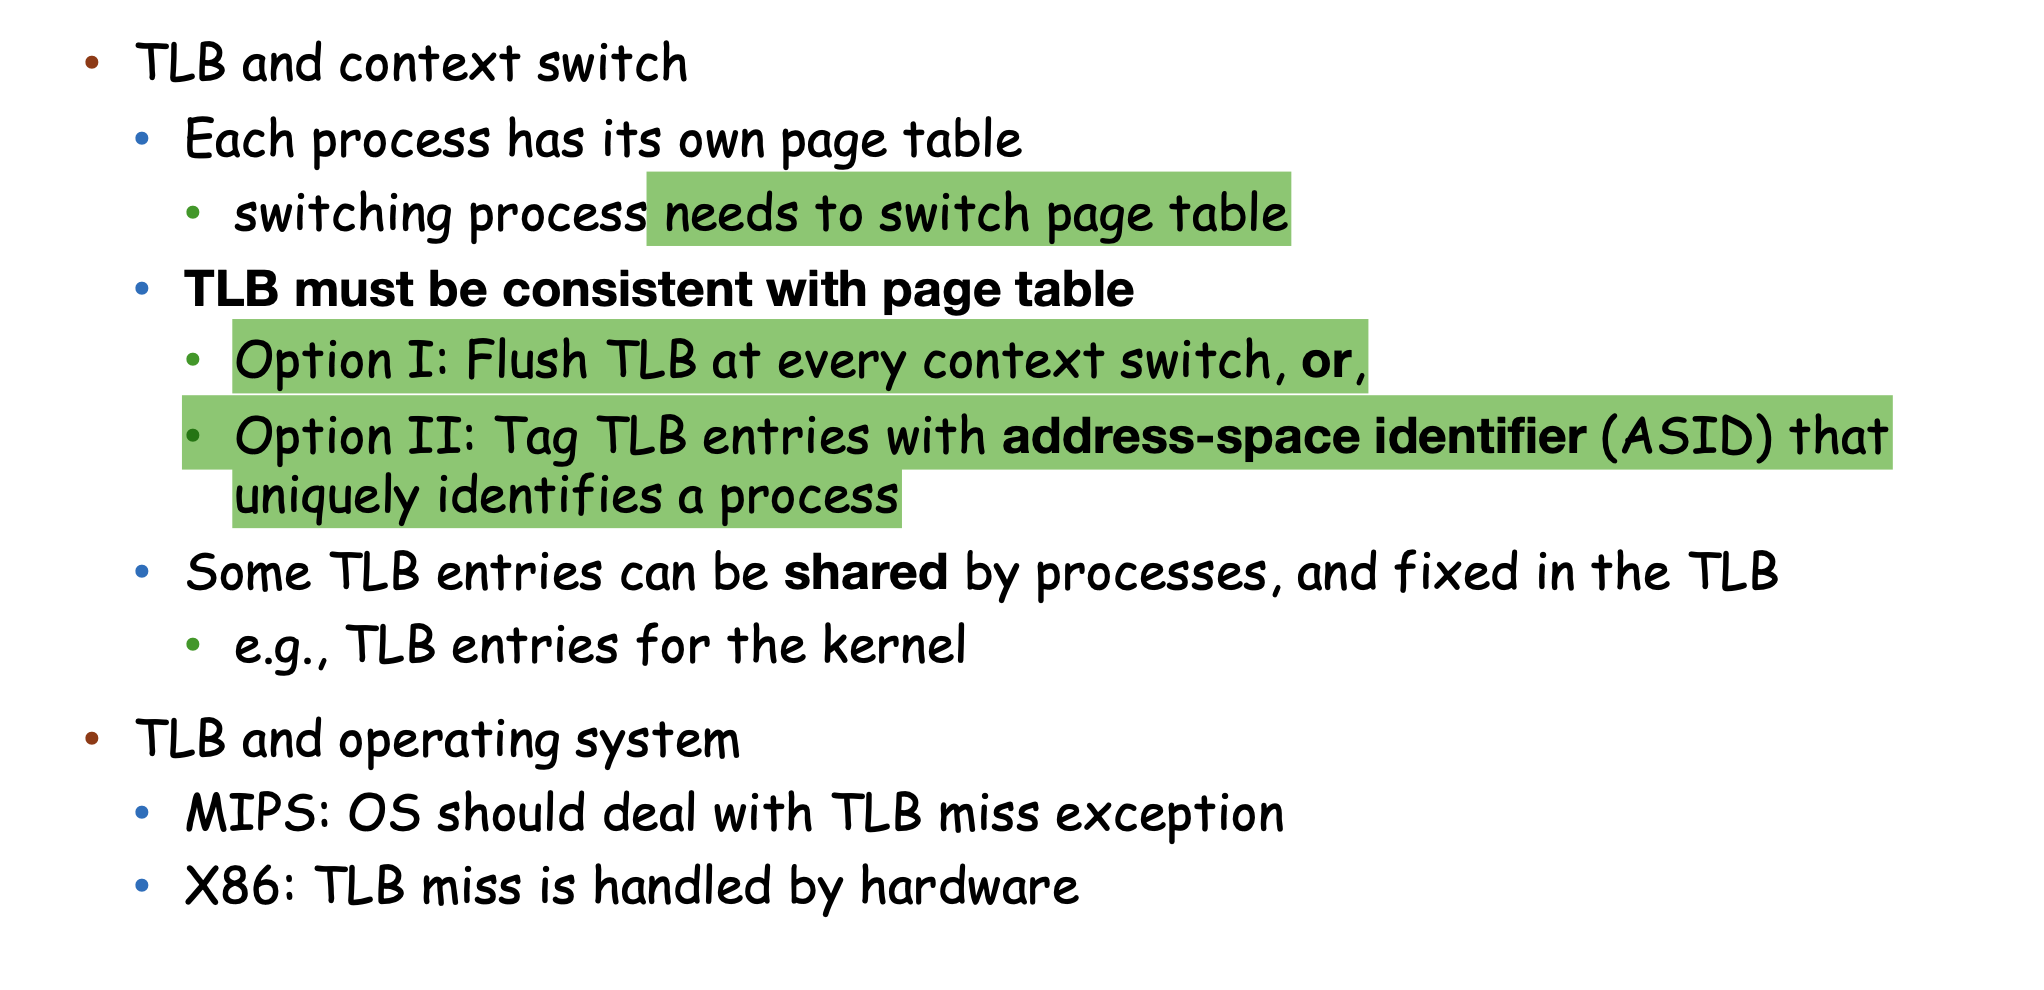 • TLB and context switch
• Each process has its own page table
• switching process needs to switch page table
• TLB must be consistent with page table
• Option I: Flush TLB at every context switch, or,
• Option II: Tag TLB entries with address-space identifier (ASID) that
uniquely identifies a process
• Some TLB entries can be shared by processes, and fixed in the TLB
• e.g., TLB entries for the kernel
• TLB and operating system
• MIPS: OS should deal with TLB miss exception
• X86: TLB miss is handled by hardware